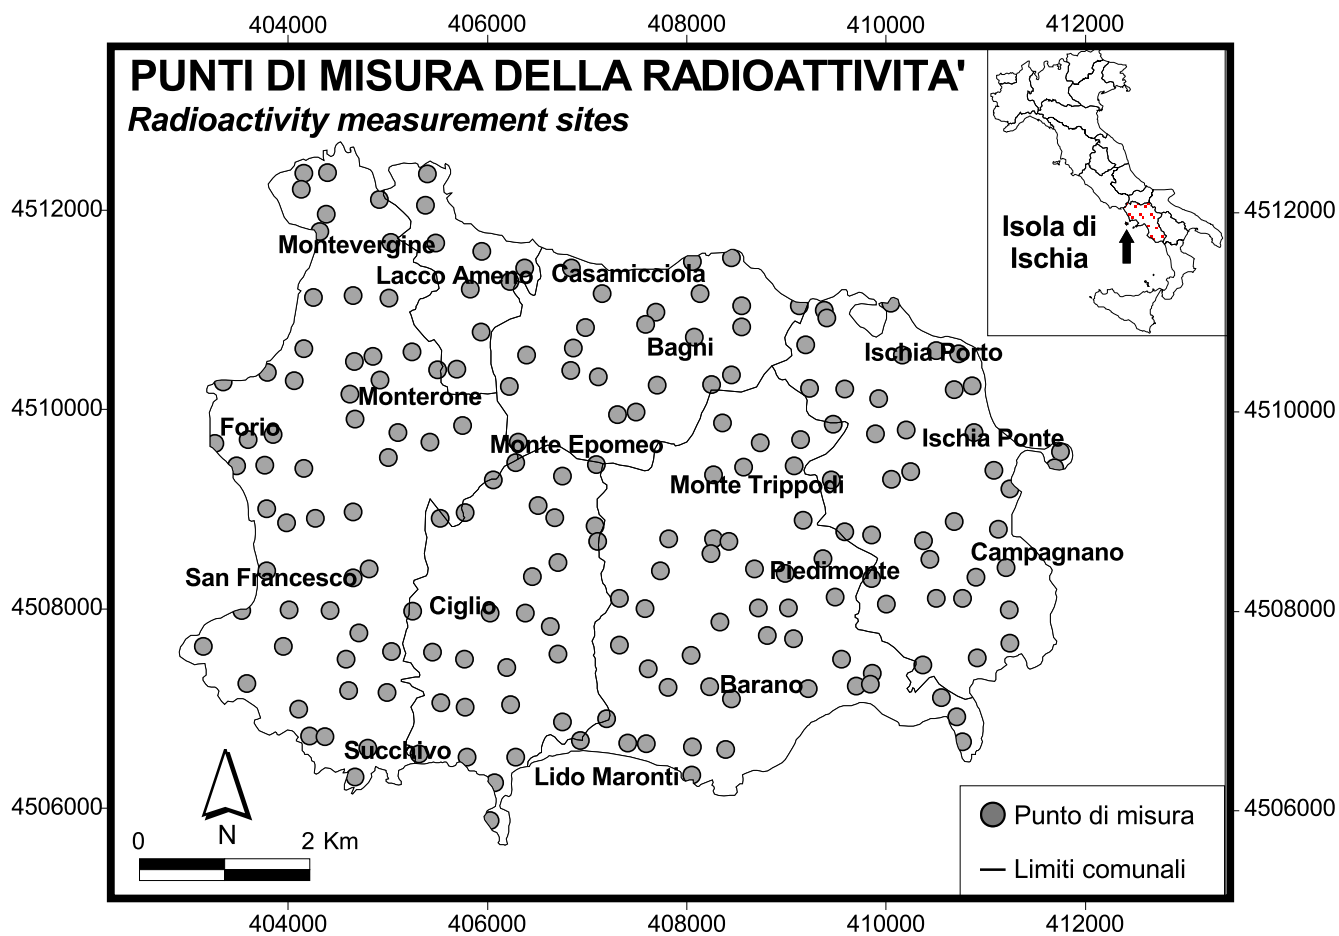 404000 406000 408000 410000 412000
PUNTI DI MISURA DELLA RADIOATTIVITA'
Radioactivity measurement sites
4512000
4512000
Isola di
Ischia
Montevergine
Lacco Ameno
Casamicciola
Bagni
Ischia Porto
Monterone
4510000
4510000
Forio
Monte Epomeo
Ischia Ponte
Monte Trippodi
Campagnano
San Francesco
Piedimonte
Ciglio
4508000
4508000
Barano
Succhivo
Lido Maronti
4506000
4506000
N
0 2 Km
Punto di misura
Limiti comunali
404000 406000 408000 410000 412000